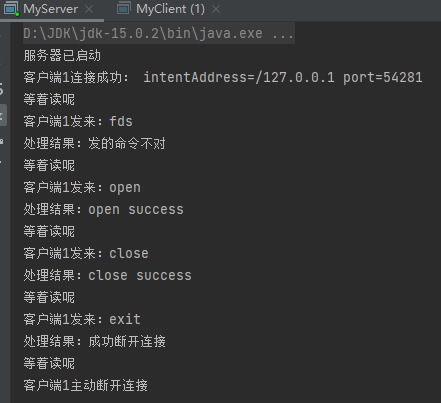 MyServer
MyClient (1)
D:\JDK\jdk-15.0.2\bin\java.exe ...
服务器已启动
客户端1连接成功： intentAddress=/127.0.0.1 port=54281
等着读呢
客户端1发来：fds
处理结果：发的命令不对
等着读呢
客户端1发来：open
处理结果：open success
等着读呢
客户端1发来：close
处理结果：close success
等着读呢
客户端1发来：exit
处理结果：成功断开连接
等着读呢
客户端1主动断开连接